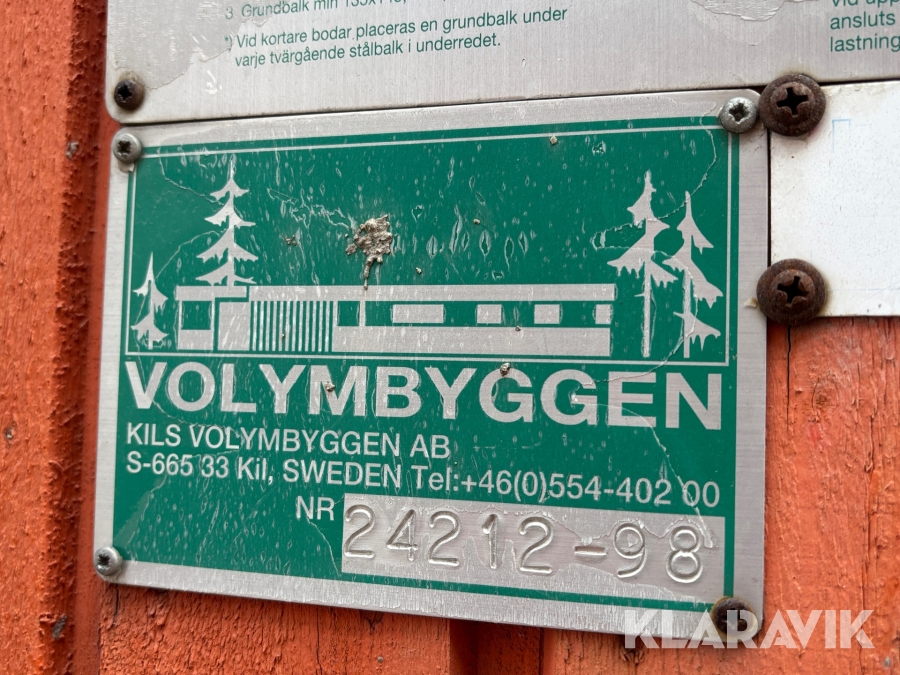 3 Grundbalk min
*) Vid kortare bodar placeras en grundbalk under
varje tvärgående stålbalk i underredet.
ansluts
lastning
VOLYMBYGGEN
KILS VOLYMBYGGEN AB
S-665 33 Kil, SWEDEN Tel:+46(0)554-402 00
NR 24212-98
KLARAVIK